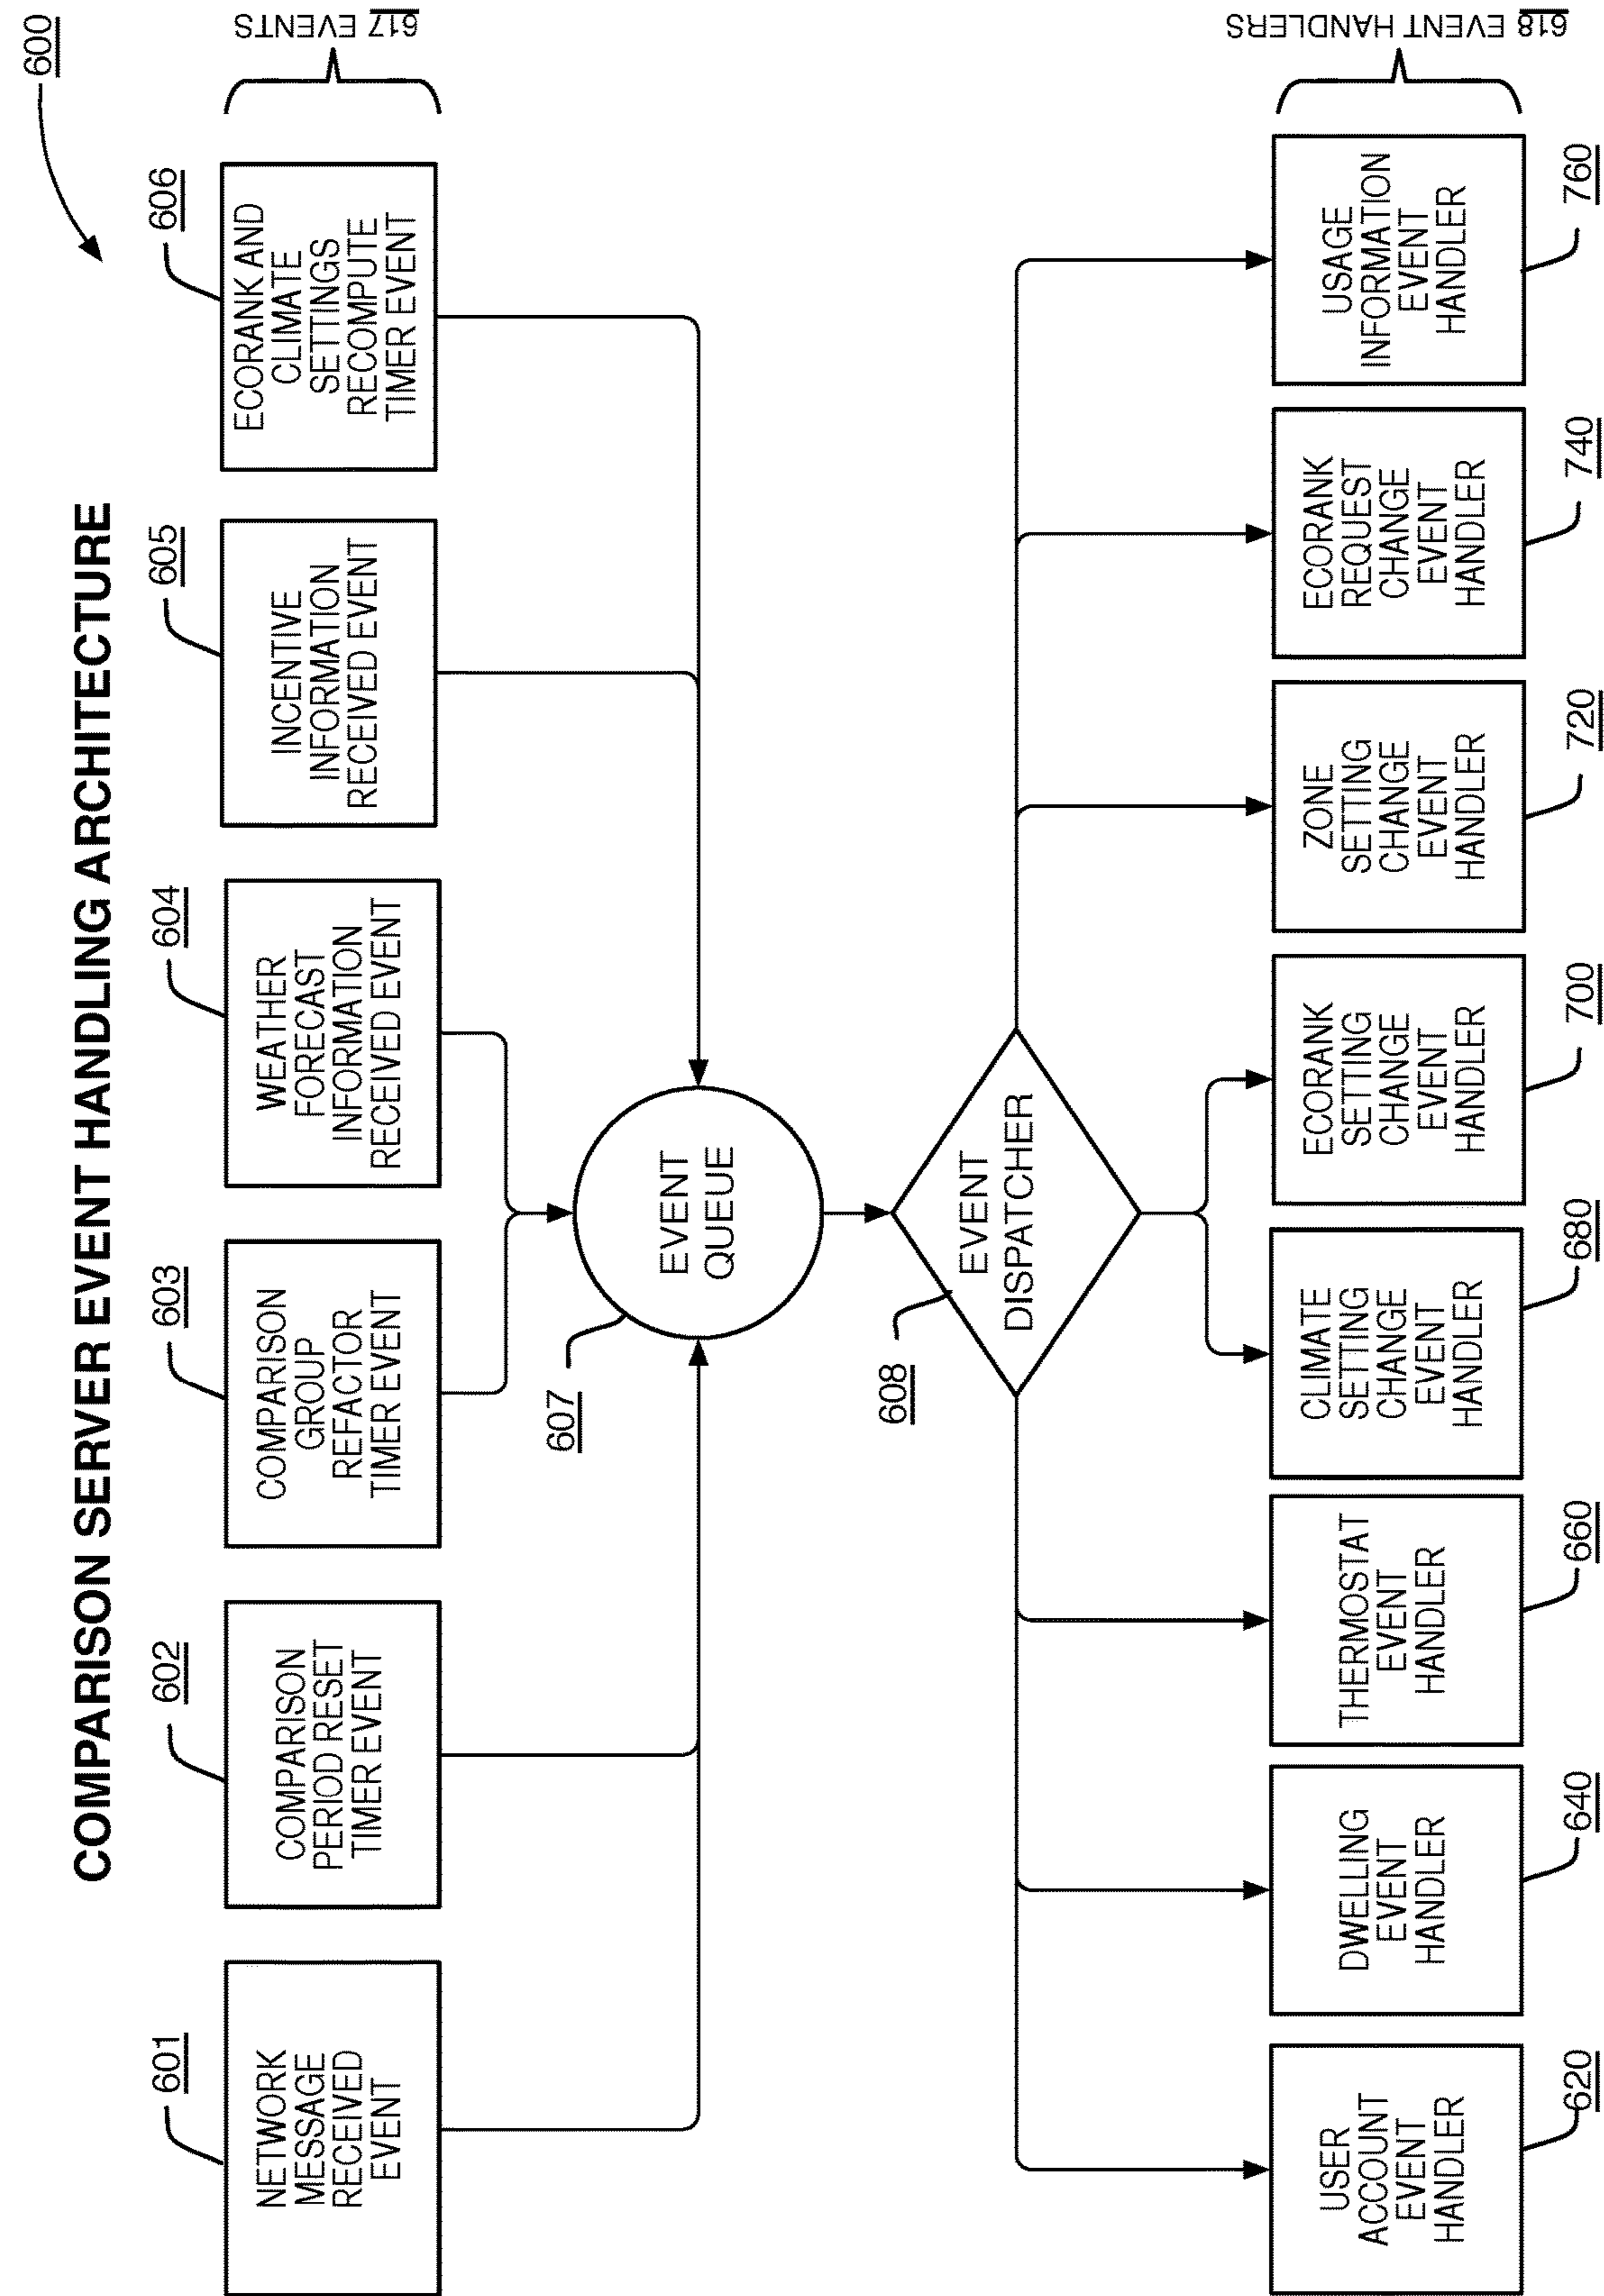 COMPARISON SERVER EVENT HANDLING ARCHITECTURE
600
601
NETWORK
MESSAGE
RECEIVED
EVENT
602
COMPARISON
PERIOD RESET
TIMER EVENT
603
COMPARISON
GROUP
REFACTOR
TIMER EVENT
604
WEATHER
FORECAST
INFORMATION
RECEIVED EVENT
605
INCENTIVE
INFORMATION
RECEIVED EVENT
606
ECORANK AND
CLIMATE
SETTINGS
RECOMPUTE
TIMER EVENT
617 EVENTS
607
EVENT
QUEUE
608
EVENT
DISPATCHER
USER
ACCOUNT
EVENT
HANDLER
620
DWELLING
EVENT
HANDLER
640
THERMOSTAT
EVENT
HANDLER
660
CLIMATE
SETTING
CHANGE
EVENT
HANDLER
680
ECORANK
SETTING
CHANGE
EVENT
HANDLER
700
ZONE
SETTING
CHANGE
EVENT
HANDLER
720
ECORANK
REQUEST
CHANGE
EVENT
HANDLER
740
USAGE
INFORMATION
EVENT
HANDLER
760
618 EVENT HANDLERS